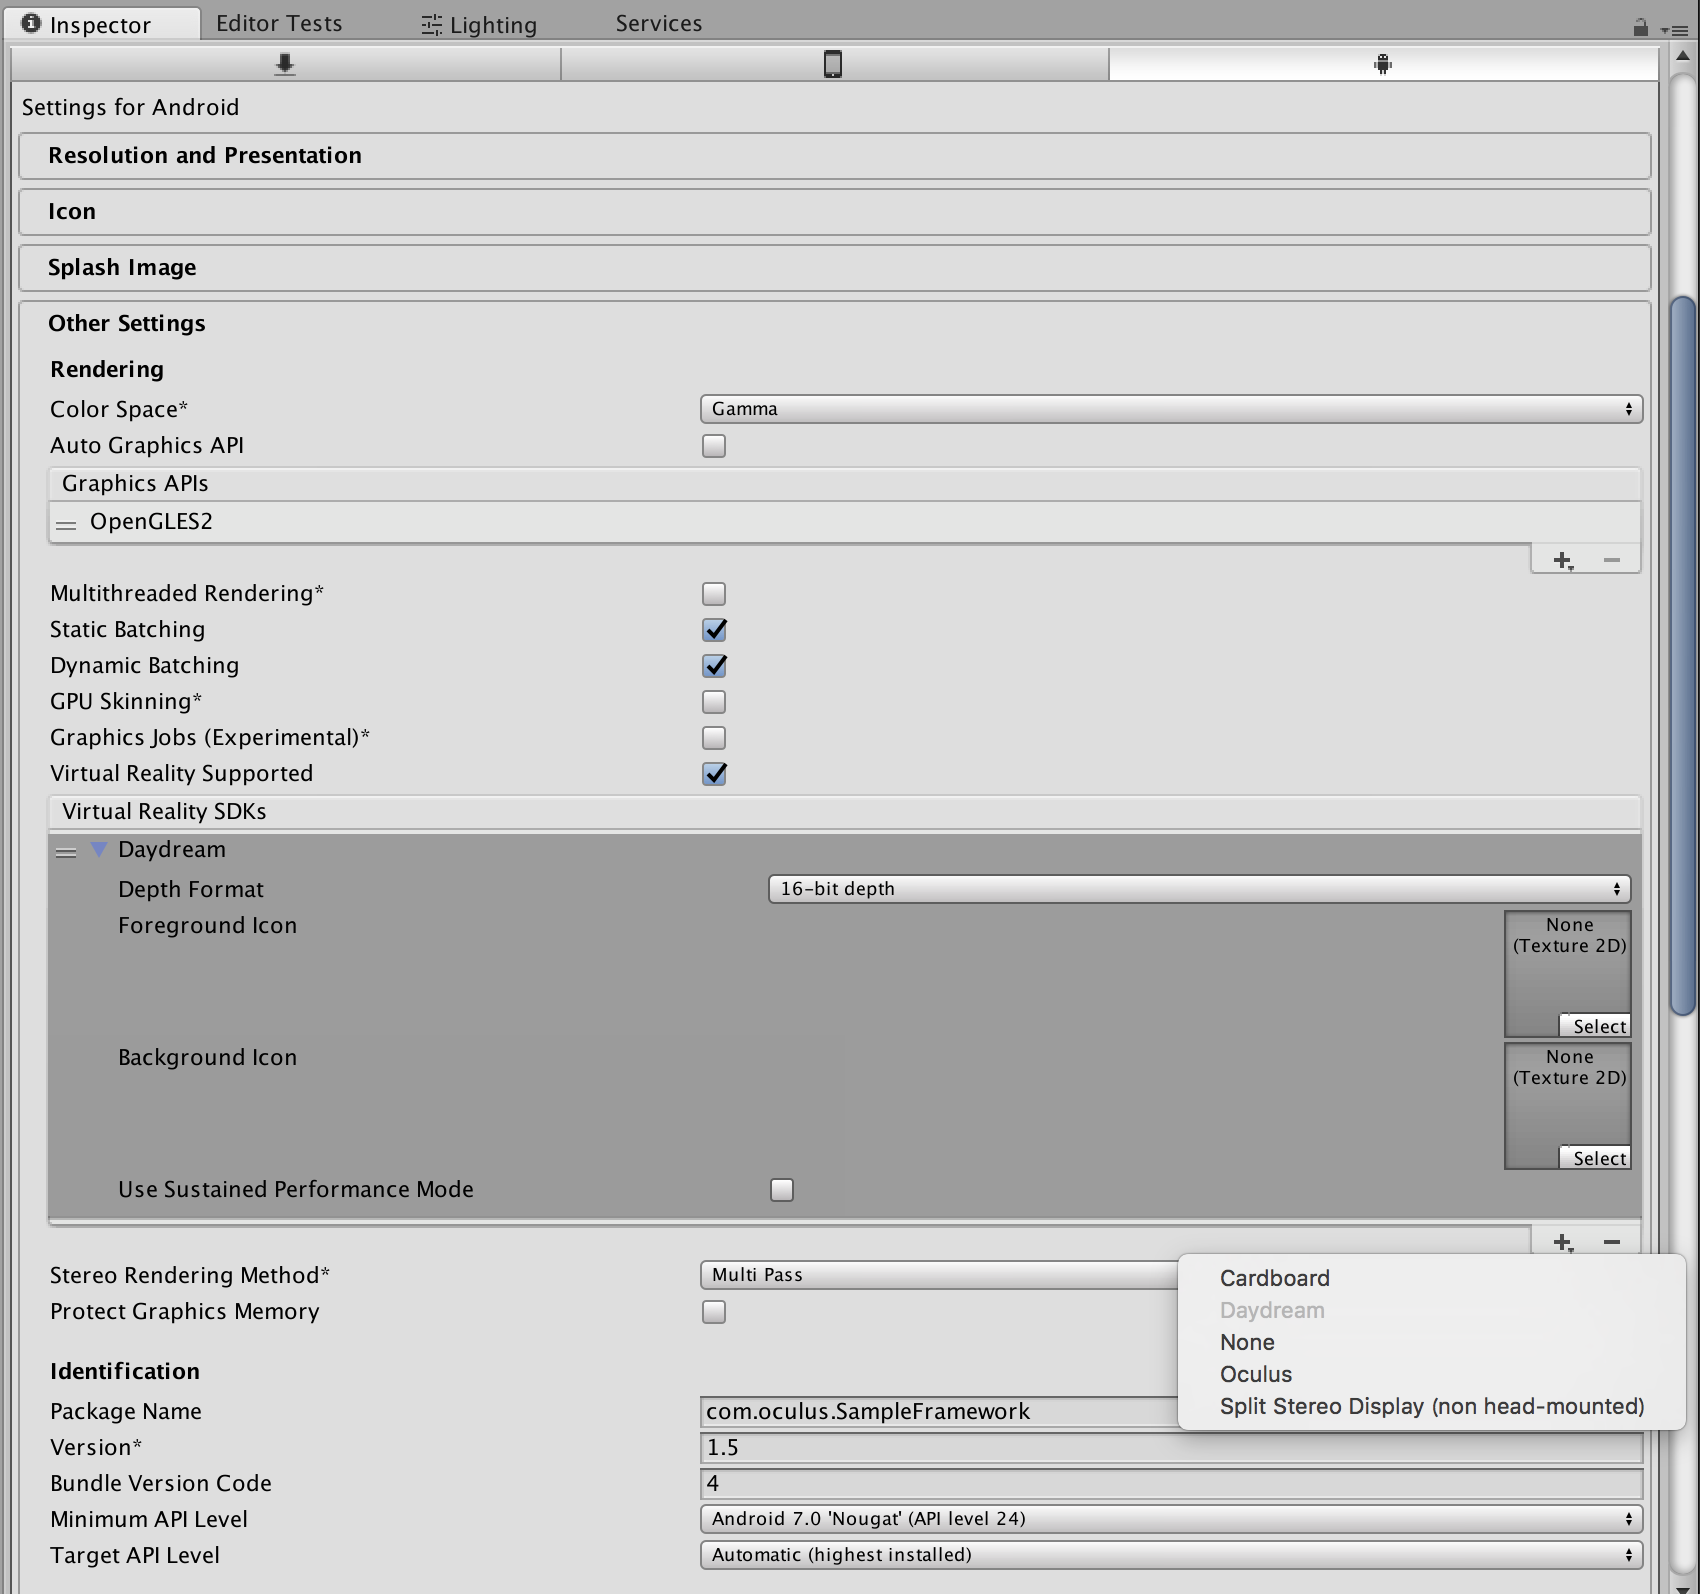 Inspector
Editor Tests
Lighting
Services
Settings for Android
Resolution and Presentation
Icon
Splash Image
Other Settings
Rendering
Color Space*
Gamma
Auto Graphics API
Graphics APIs
OpenGLES2
Multithreaded Rendering*
Static Batching
Dynamic Batching
GPU Skinning*
Graphics Jobs (Experimental)*
Virtual Reality Supported
Virtual Reality SDKs
Daydream
Depth Format
16-bit depth
Foreground Icon
None
(Texture 2D)
Select
Background Icon
None
(Texture 2D)
Select
Use Sustained Performance Mode
Stereo Rendering Method*
Multi Pass
Protect Graphics Memory
Cardboard
Daydream
None
Oculus
Split Stereo Display (non head-mounted)
Identification
Package Name
com.oculus.SampleFramework
Version*
1.5
Bundle Version Code
4
Minimum API Level
Android 7.0 'Nougat' (API level 24)
Target API Level
Automatic (highest installed)